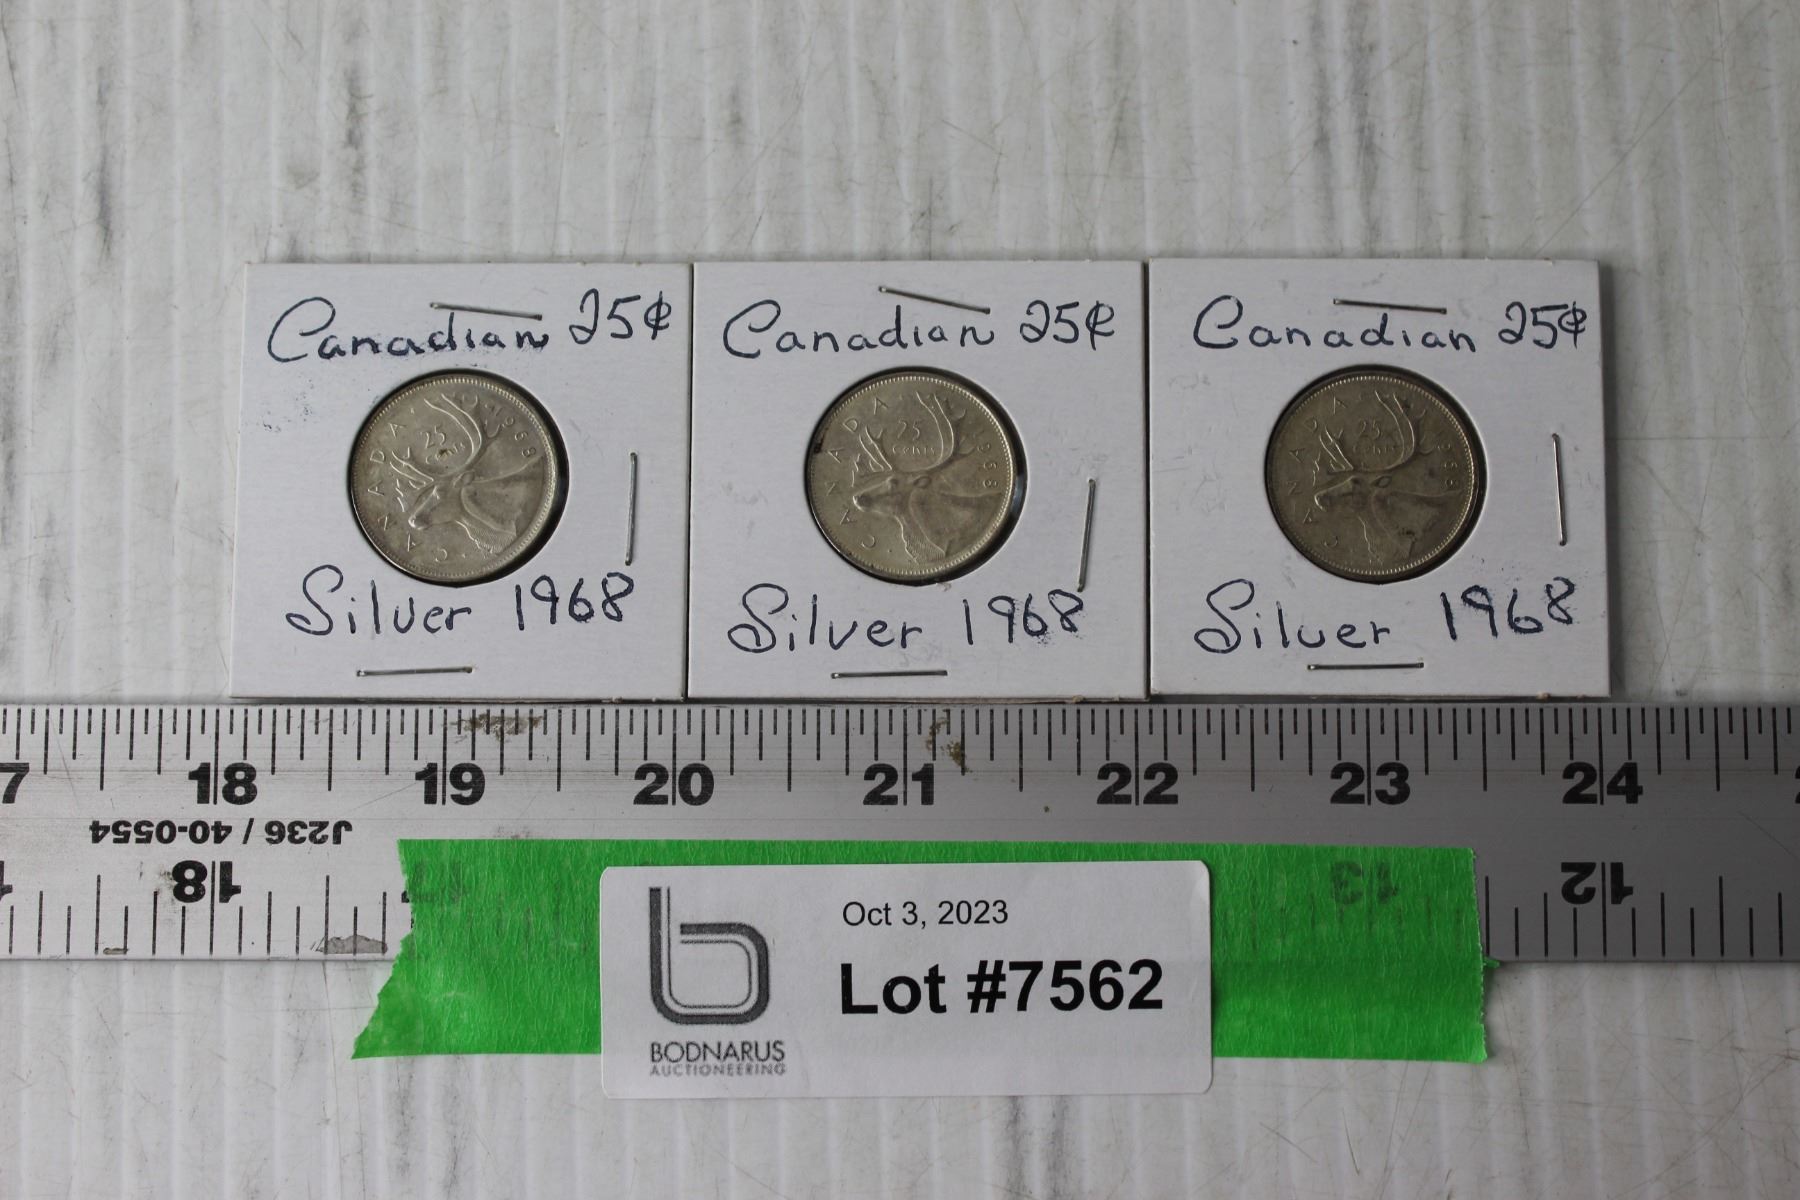 Canadian 25¢
CANADA 25 CENTS 1968
Silver 1968
Canadian 25¢
CANADA 25 CENTS 1968
Silver 1968
Canadian 25¢
CANADA 25 CENTS 1968
Silver 1968
7 18 19 20 21 22 23 24
J236 / 40-0554
18 17 13 12
Oct 3, 2023
Lot #7562
BODNARUS
AUCTIONEERING